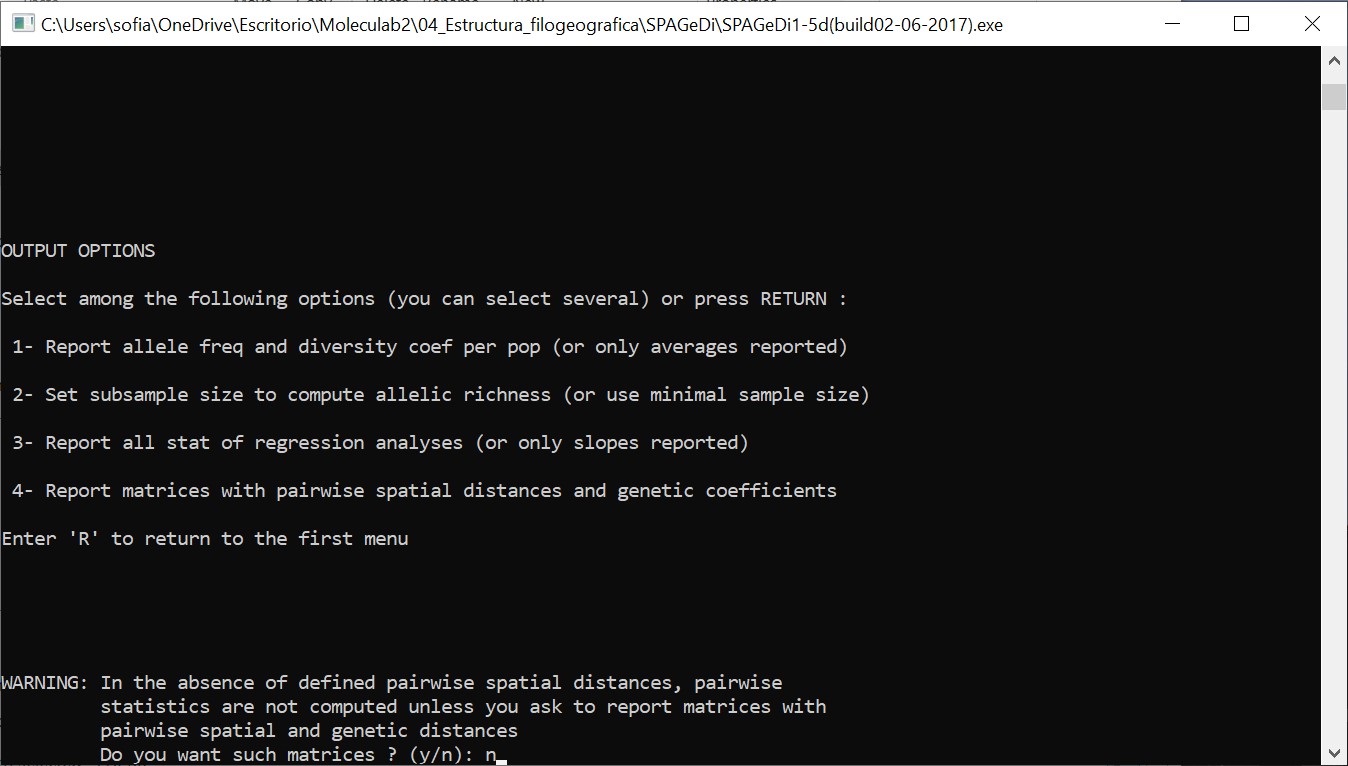 C:\Users\sofia\OneDrive\Escritorio\Moleculab2\04_Estructura_filogeografica\SPAGeDi\SPAGeDi1-5d(build02-06-2017).exe
OUTPUT OPTIONS
Select among the following options (you can select several) or press RETURN :
1- Report allele freq and diversity coef per pop (or only averages reported)
2- Set subsample size to compute allelic richness (or use minimal sample size)
3- Report all stat of regression analyses (or only slopes reported)
4- Report matrices with pairwise spatial distances and genetic coefficients
Enter 'R' to return to the first menu
WARNING: In the absence of defined pairwise spatial distances, pairwise
statistics are not computed unless you ask to report matrices with
pairwise spatial and genetic distances
Do you want such matrices ? (y/n): n